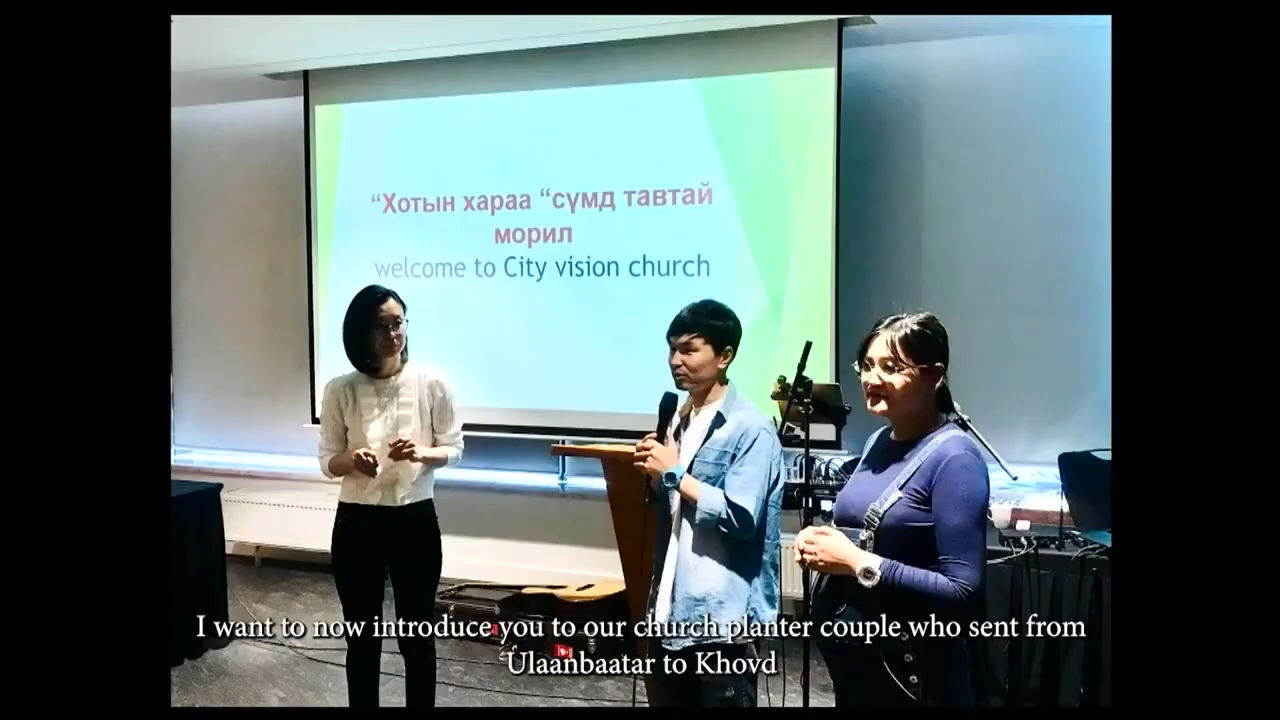 “Хотын хараа “сүмд тавтай
морил
welcome to City vision church
I want to now introduce you to our church planter couple who sent from
Ulaanbaatar to Khovd